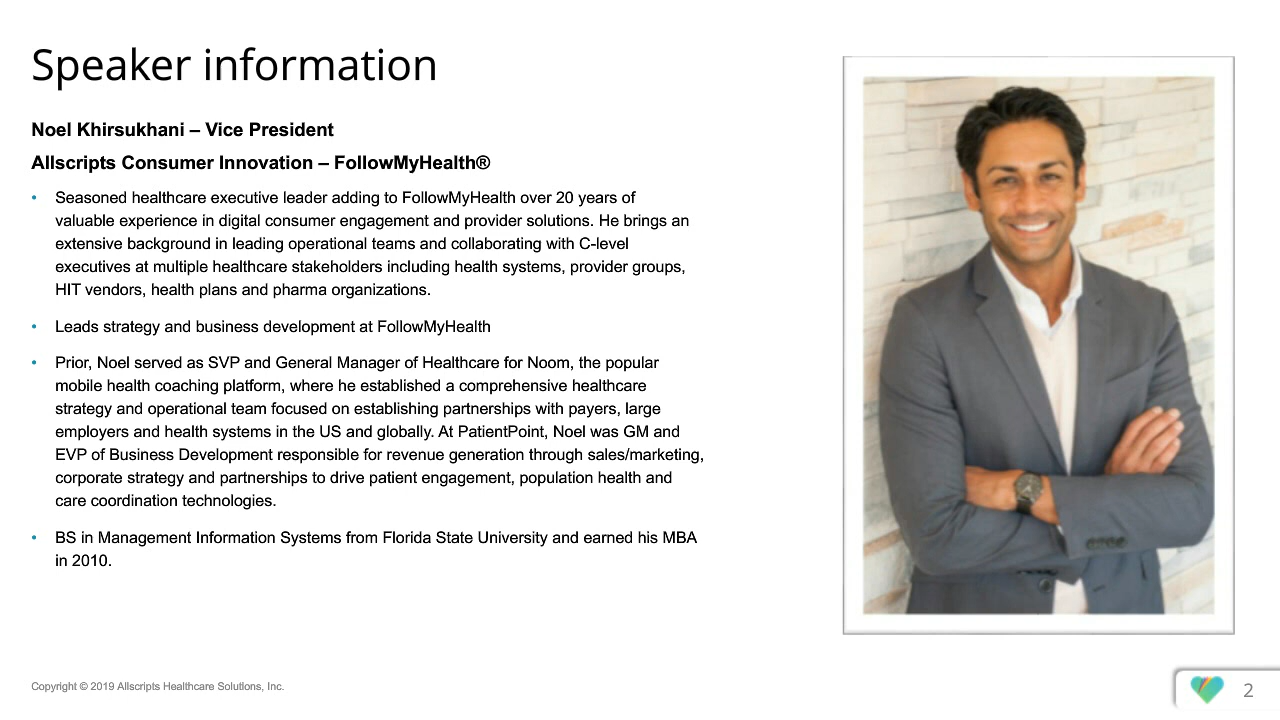 Speaker information
Noel Khirsukhani – Vice President
Allscripts Consumer Innovation – FollowMyHealth®
• Seasoned healthcare executive leader adding to FollowMyHealth over 20 years of
valuable experience in digital consumer engagement and provider solutions. He brings an
extensive background in leading operational teams and collaborating with C-level
executives at multiple healthcare stakeholders including health systems, provider groups,
HIT vendors, health plans and pharma organizations.
• Leads strategy and business development at FollowMyHealth
• Prior, Noel served as SVP and General Manager of Healthcare for Noom, the popular
mobile health coaching platform, where he established a comprehensive healthcare
strategy and operational team focused on establishing partnerships with payers, large
employers and health systems in the US and globally. At PatientPoint, Noel was GM and
EVP of Business Development responsible for revenue generation through sales/marketing,
corporate strategy and partnerships to drive patient engagement, population health and
care coordination technologies.
• BS in Management Information Systems from Florida State University and earned his MBA
in 2010.
Copyright © 2019 Allscripts Healthcare Solutions, Inc.
2